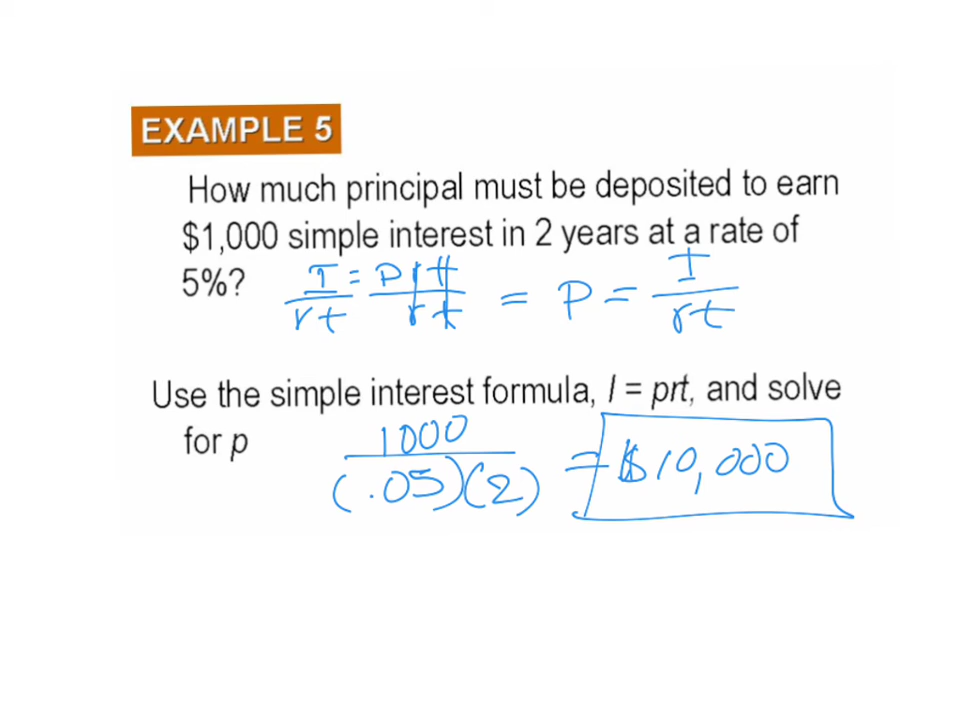 EXAMPLE 5
How much principal must be deposited to earn
$1,000 simple interest in 2 years at a rate of
5%?
I/rt = prt/rt = P = I/rt
Use the simple interest formula, I = prt, and solve
for p
1000/(.05)(2) = $10,000